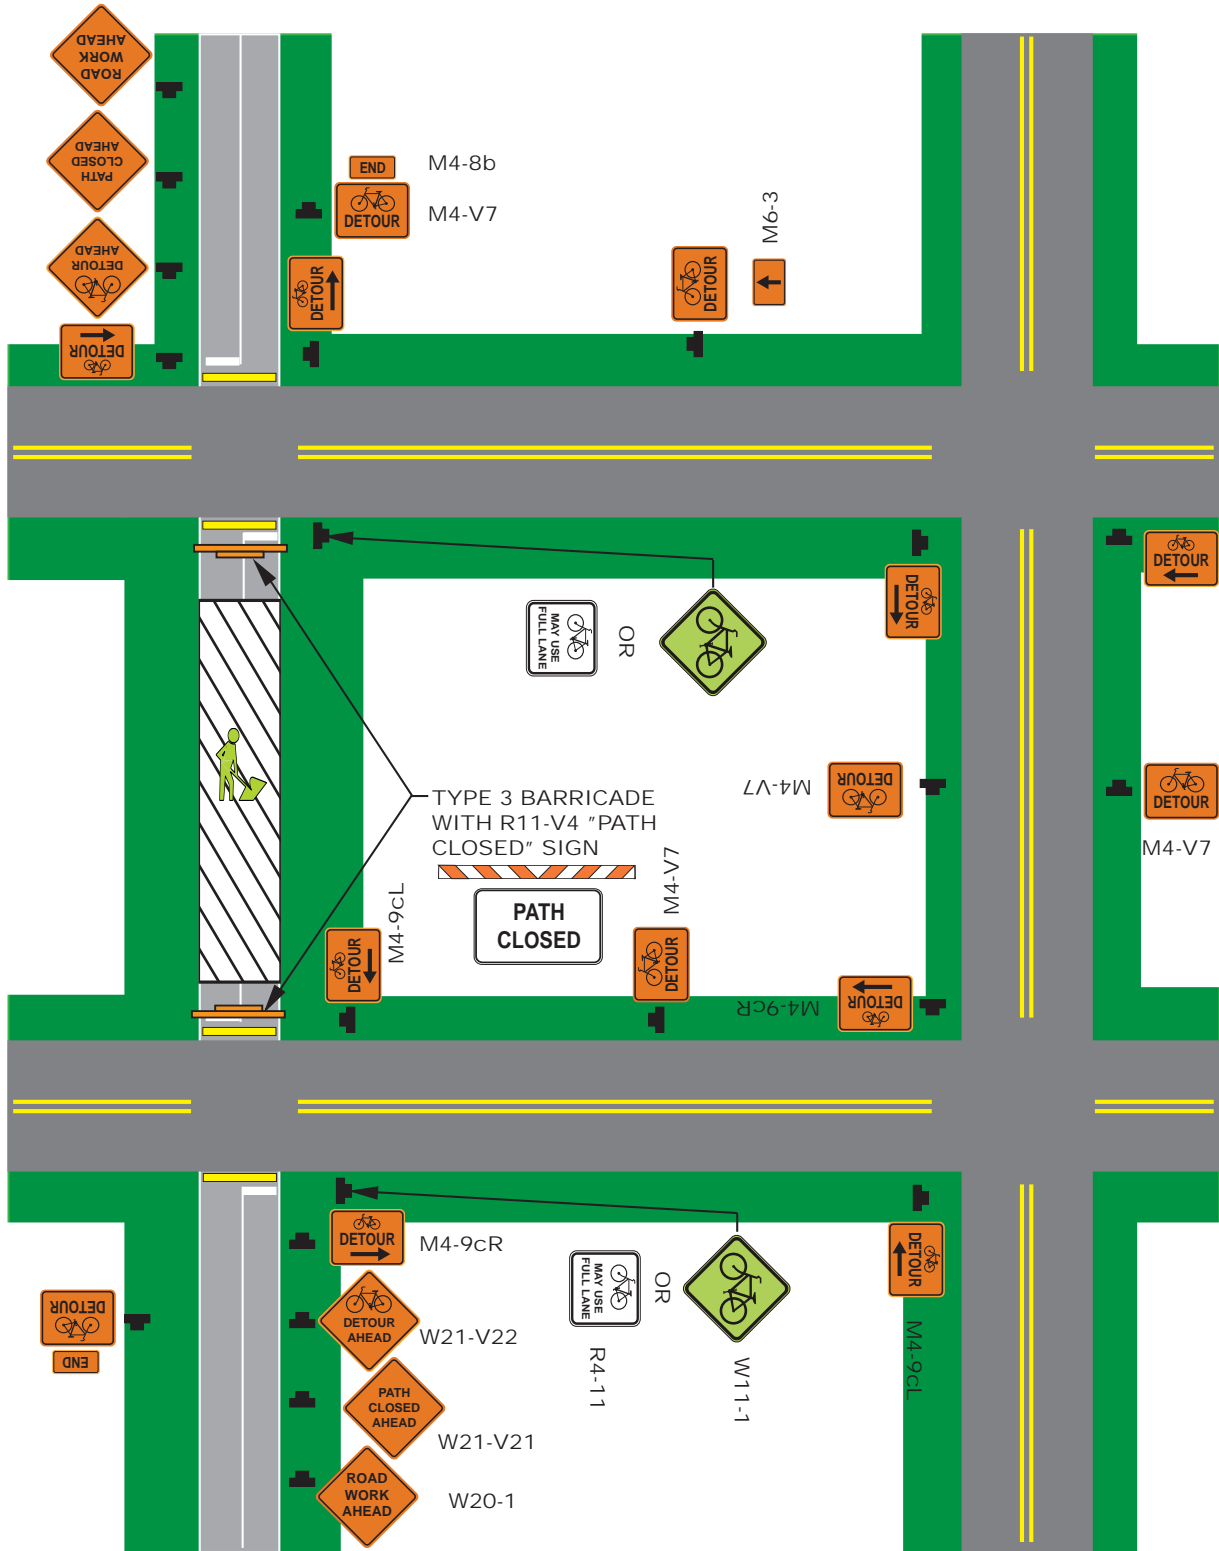 ROAD
WORK
AHEAD
PATH
CLOSED
AHEAD
DETOUR
AHEAD
DETOUR
END
M4-8b
DETOUR
M4-V7
DETOUR
DETOUR
M6-3
DETOUR
DETOUR
MAY USE
FULL LANE
OR
DETOUR
M4-V7
DETOUR
M4-V7
TYPE 3 BARRICADE
WITH R11-V4 "PATH
CLOSED" SIGN
PATH
CLOSED
DETOUR
M4-9cL
DETOUR
M4-V7
DETOUR
M4-9cR
DETOUR
M4-9cR
DETOUR
AHEAD
W21-V22
PATH
CLOSED
AHEAD
W21-V21
ROAD
WORK
AHEAD
W20-1
MAY USE
FULL LANE
R4-11
OR
W11-1
DETOUR
M4-9cL
DETOUR
END